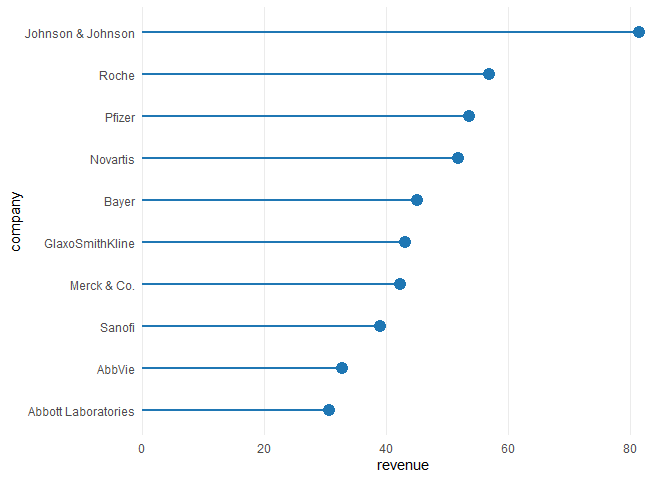 Johnson & Johnson
Roche
Pfizer
Novartis
Bayer
GlaxoSmithKline
Merck & Co.
Sanofi
AbbVie
Abbott Laboratories
company
0 20 40 60 80
revenue